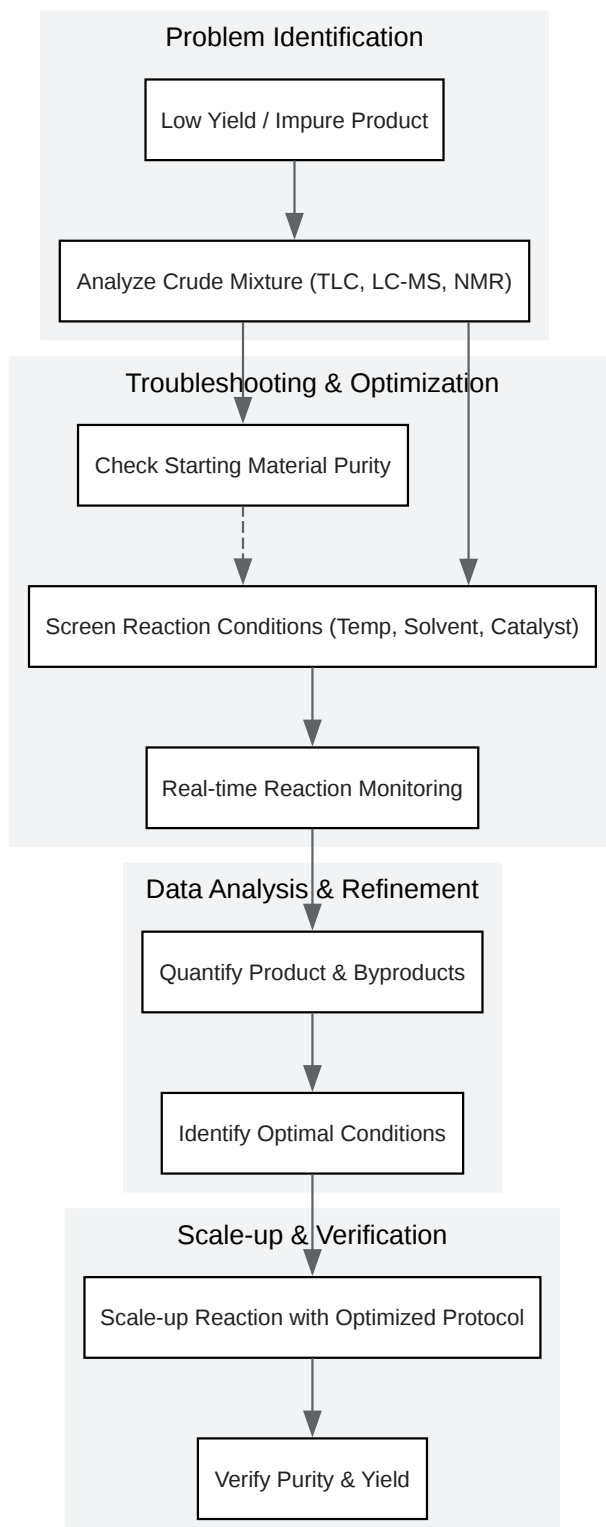 Problem Identification
Low Yield / Impure Product
Analyze Crude Mixture (TLC, LC-MS, NMR)
Troubleshooting & Optimization
Check Starting Material Purity
Screen Reaction Conditions (Temp, Solvent, Catalyst)
Real-time Reaction Monitoring
Data Analysis & Refinement
Quantify Product & Byproducts
Identify Optimal Conditions
Scale-up & Verification
Scale-up Reaction with Optimized Protocol
Verify Purity & Yield